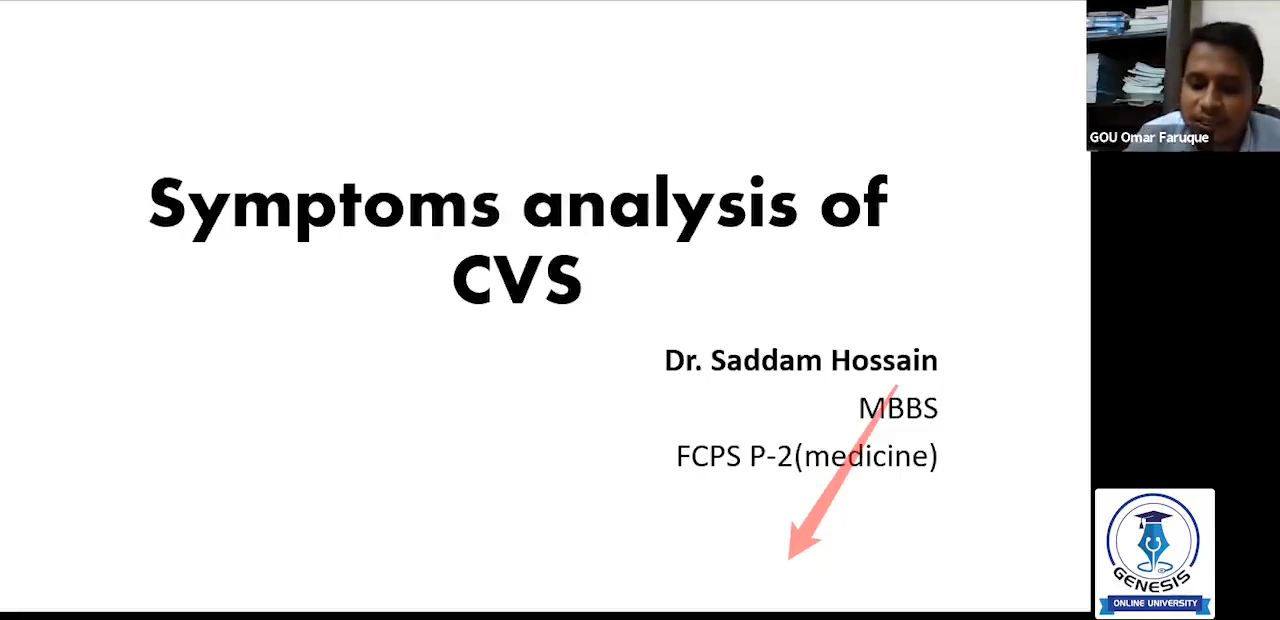 Symptoms analysis of
CVS
Dr. Saddam Hossain
MBBS
FCPS P-2(medicine)
GOU Omar Faruque
GENESIS
ONLINE UNIVERSITY